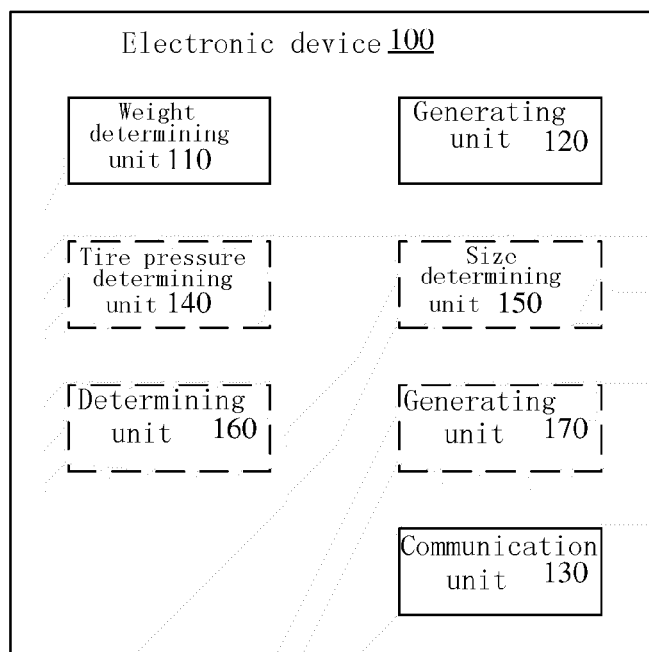 Electronic device 100
Weight
determining
unit 110
Generating
unit 120
Tire pressure
determining
unit 140
Size
determining
unit 150
Determining
unit 160
Generating
unit 170
Communication
unit 130